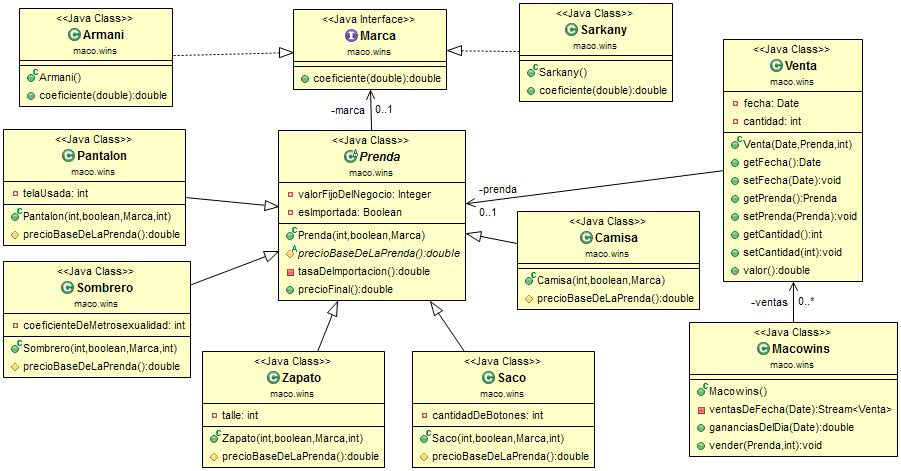 <<Java Class>>
Armani
maco.wins
Armani()
coeficiente(double):double
<<Java Interface>>
Marca
maco.wins
coeficiente(double):double
<<Java Class>>
Sarkany
maco.wins
Sarkany()
coeficiente(double):double
<<Java Class>>
Venta
maco.wins
fecha: Date
cantidad: int
Venta(Date,Prenda,int)
getFecha():Date
setFecha(Date):void
getPrenda():Prenda
setPrenda(Prenda):void
getCantidad():int
setCantidad(int):void
valor():double
-marca 0..1
<<Java Class>>
Pantalon
maco.wins
telaUsada: int
Pantalon(int,boolean,Marca,int)
precioBaseDeLaPrenda():double
<<Java Class>>
Prenda
maco.wins
valorFijoDelNegocio: Integer
esImportada: Boolean
Prenda(int,boolean,Marca)
precioBaseDeLaPrenda():double
tasaDeImportacion():double
precioFinal():double
-prenda
0..1
<<Java Class>>
Camisa
maco.wins
Camisa(int,boolean,Marca)
precioBaseDeLaPrenda():double
<<Java Class>>
Sombrero
maco.wins
coeficienteDeMetrosexualidad: int
Sombrero(int,boolean,Marca,int)
precioBaseDeLaPrenda():double
-ventas 0..*
<<Java Class>>
Zapato
maco.wins
talle: int
Zapato(int,boolean,Marca,int)
precioBaseDeLaPrenda():double
<<Java Class>>
Saco
maco.wins
cantidadDeBotones: int
Saco(int,boolean,Marca,int)
precioBaseDeLaPrenda():double
<<Java Class>>
Macowins
maco.wins
Macowins()
ventasDeFecha(Date):Stream<Venta>
gananciasDelDia(Date):double
vender(Prenda,int):void